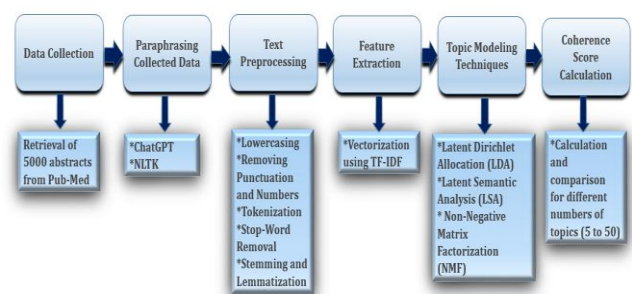 Data Collection
Paraphrasing
Collected Data
Text
Preprocessing
Feature
Extraction
Topic Modeling
Techniques
Coherence
Score
Calculation
Retrieval of
5000 abstracts
from Pub-Med
*ChatGPT
*NLTK
*Lowercasing
*Removing
Punctuation and
Numbers
*Tokenization
*Stop-Word
Removal
*Stemming and
Lemmatization
*Vectorization
using TF-IDF
*Latent Dirichlet
Allocation (LDA)
*Latent Semantic
Analysis (LSA)
* Non-Negative
Matrix
Factorization
(NMF)
*Calculation
and
comparison
for different
numbers of
topics (5 to 50)